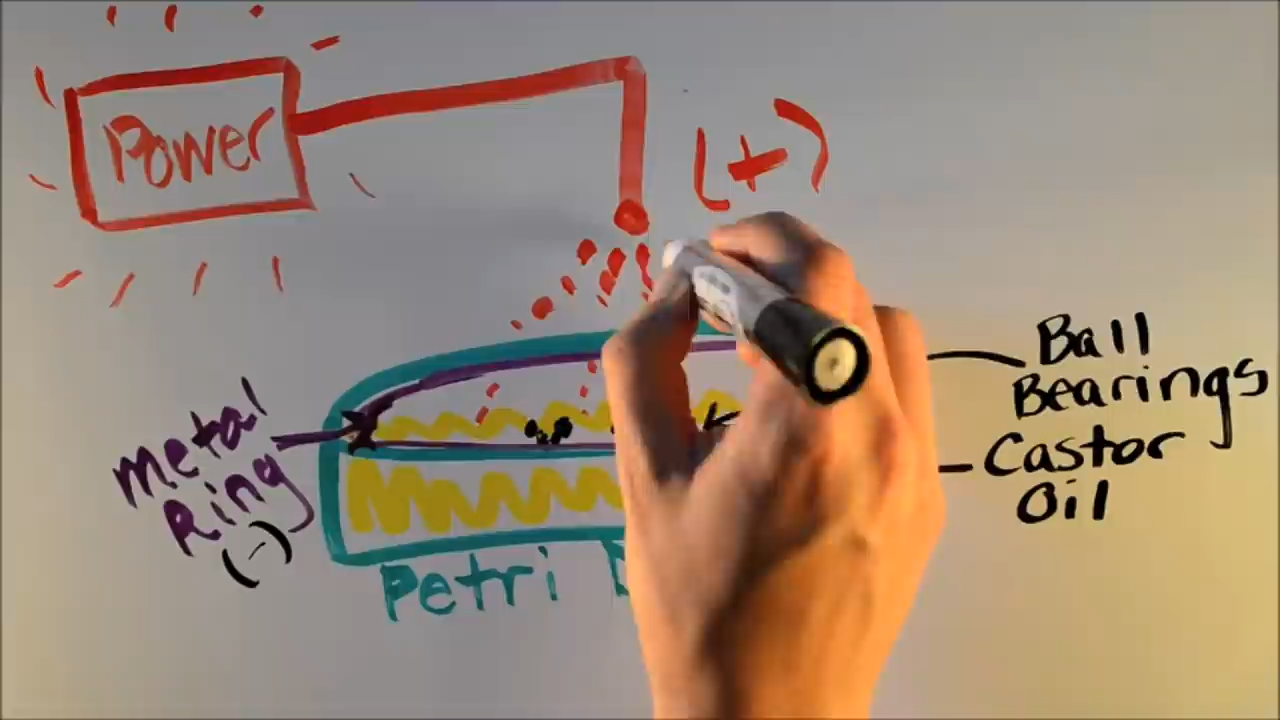 Power
(+)
Ball
Bearings
Castor
Oil
Metal
Ring
(-)
Petri